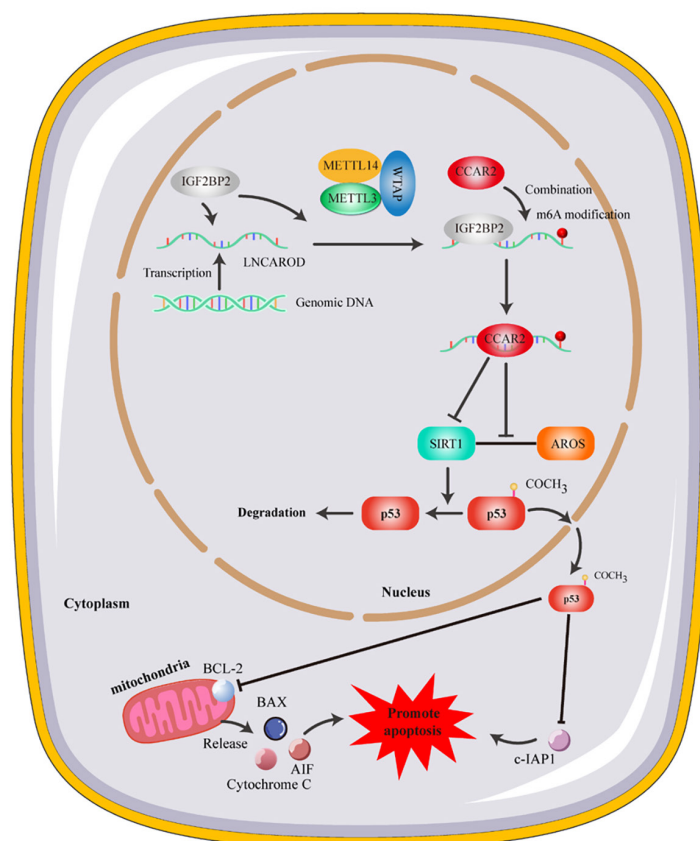 METTL14
METTL3
WTAP
CCAR2
IGF2BP2
Combination
m6A modification
IGF2BP2
LNCAROD
Transcription
Genomic DNA
CCAR2
SIRT1
AROS
COCH3
Degradation
p53
p53
Nucleus
COCH3
p53
Cytoplasm
mitochondria
BCL-2
BAX
Release
AIF
Cytochrome C
Promote
apoptosis
c-IAP1